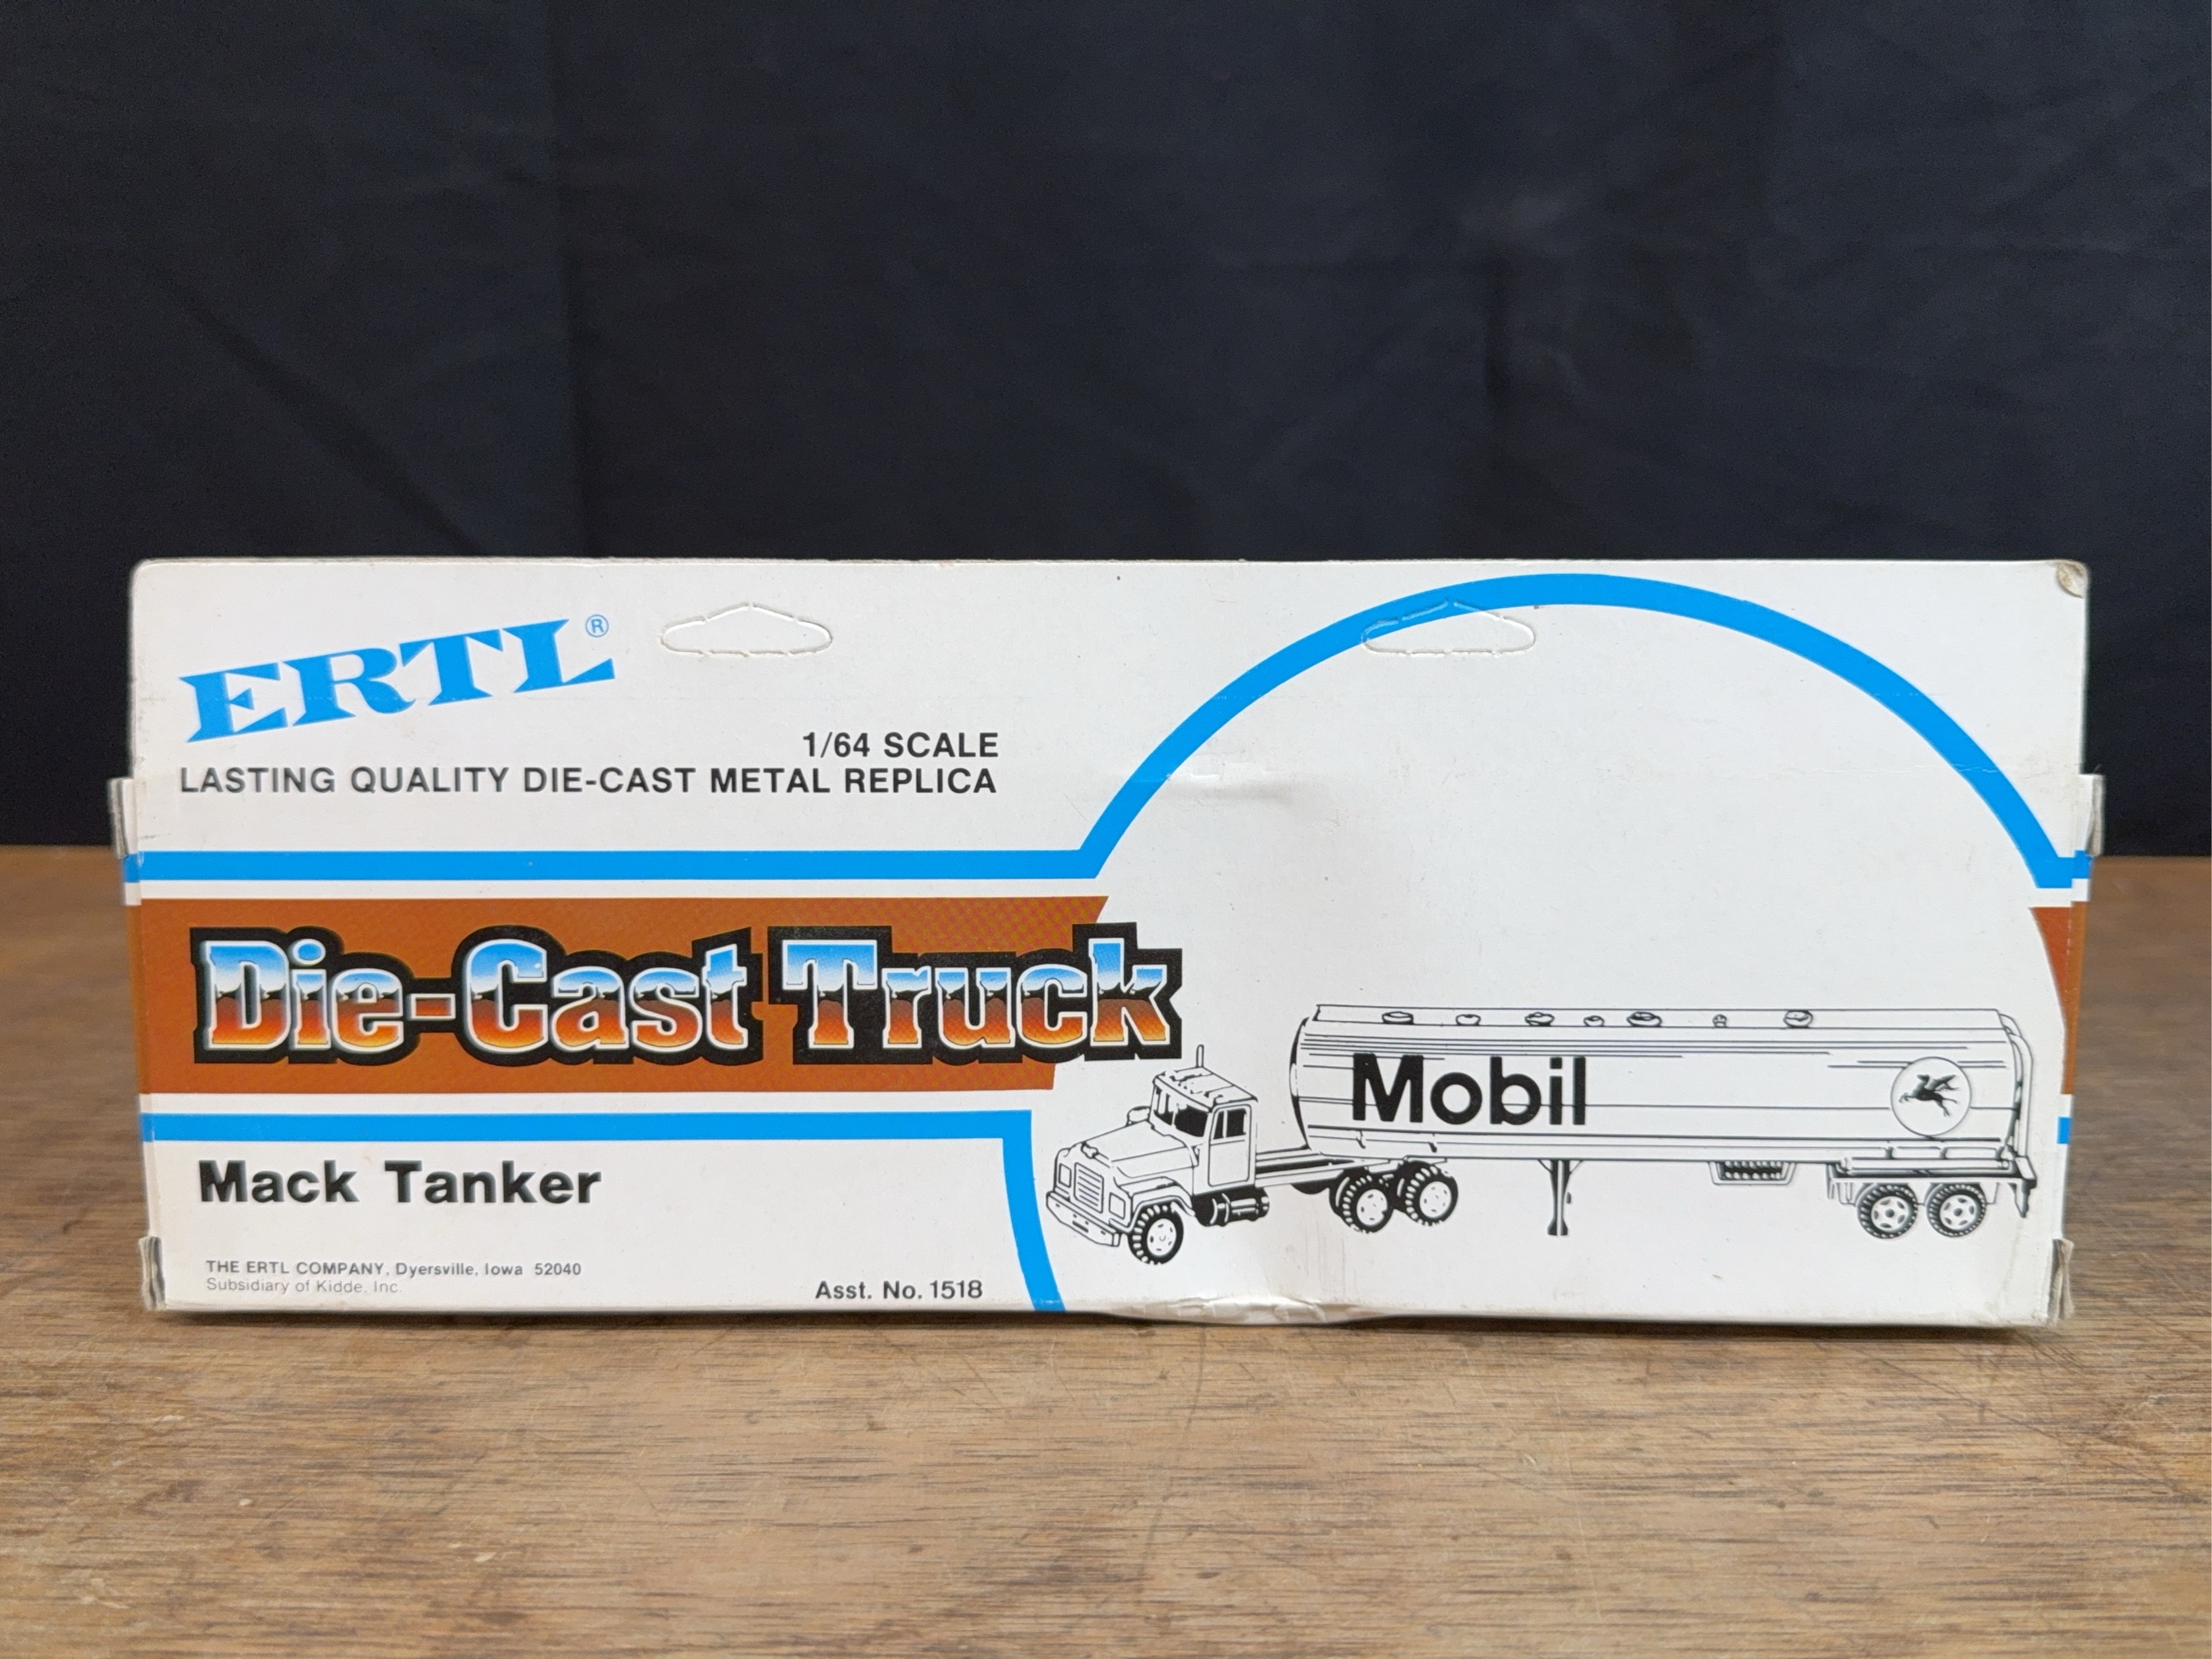 ERTL®
1/64 SCALE
LASTING QUALITY DIE-CAST METAL REPLICA
Die-Cast Truck
Mobil
Mack Tanker
THE ERTL COMPANY, Dyersville, Iowa 52040
Subsidiary of Kidde, Inc.
Asst. No. 1518